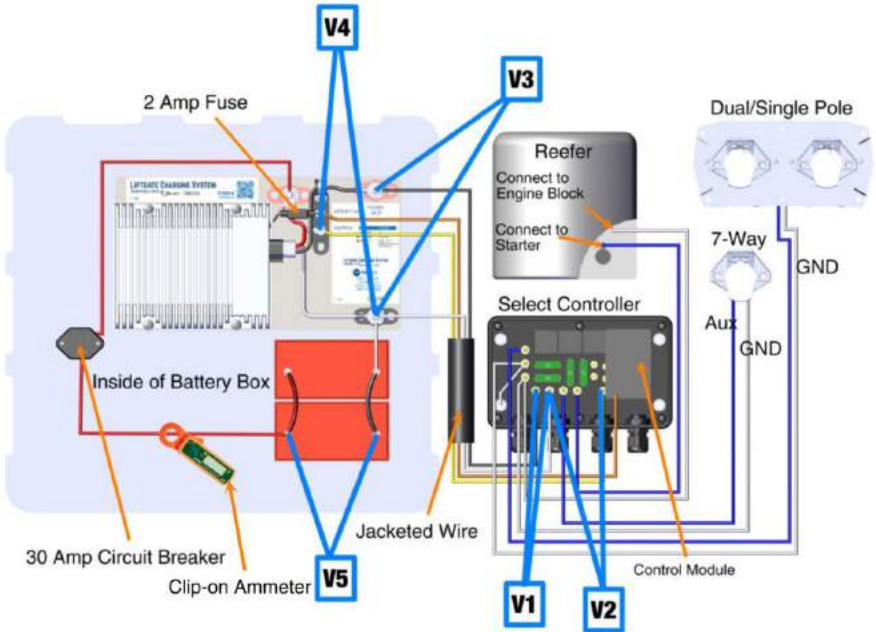 V4
V3
2 Amp Fuse
Dual/Single Pole
LIFTGATE CHARGING SYSTEM
Reefer
Connect to
Engine Block
Connect to
Starter
7-Way
GND
Select Controller
Aux
GND
Inside of Battery Box
Jacketed Wire
30 Amp Circuit Breaker
Clip-on Ammeter
V5
V1
V2
Control Module